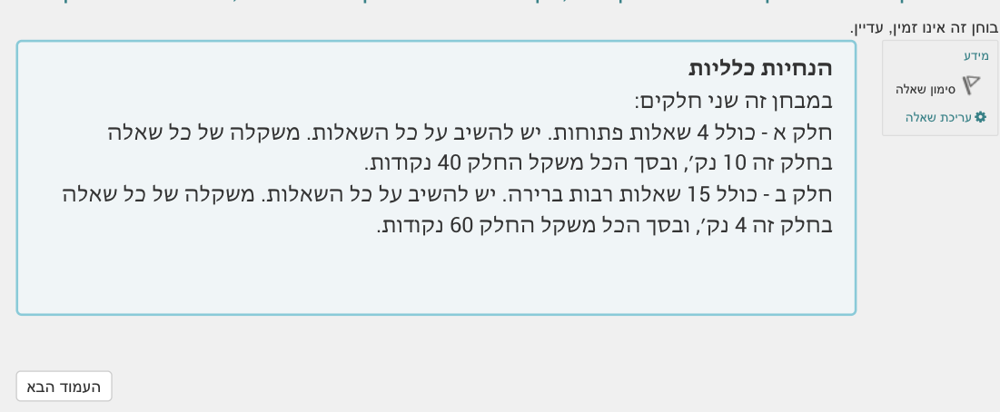 בוחן זה אינו זמין, עדיין.
מידע
סימון שאלה
עריכת שאלה
הנחיות כלליות
במבחן זה שני חלקים:
חלק א - כולל 4 שאלות פתוחות. יש להשיב על כל השאלות. משקלה של כל שאלה
בחלק זה 10 נק', ובסך הכל משקל החלק 40 נקודות.
חלק ב - כולל 15 שאלות רבות ברירה. יש להשיב על כל השאלות. משקלה של כל שאלה
בחלק זה 4 נק', ובסך הכל משקל החלק 60 נקודות.
העמוד הבא